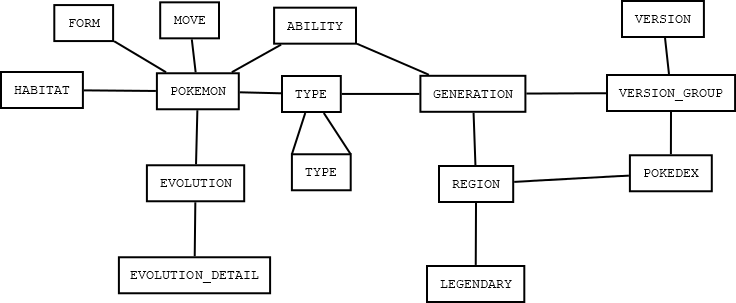 FORM
MOVE
ABILITY
VERSION
HABITAT
POKEMON
TYPE
GENERATION
VERSION_GROUP
EVOLUTION
TYPE
REGION
POKEDEX
EVOLUTION_DETAIL
LEGENDARY